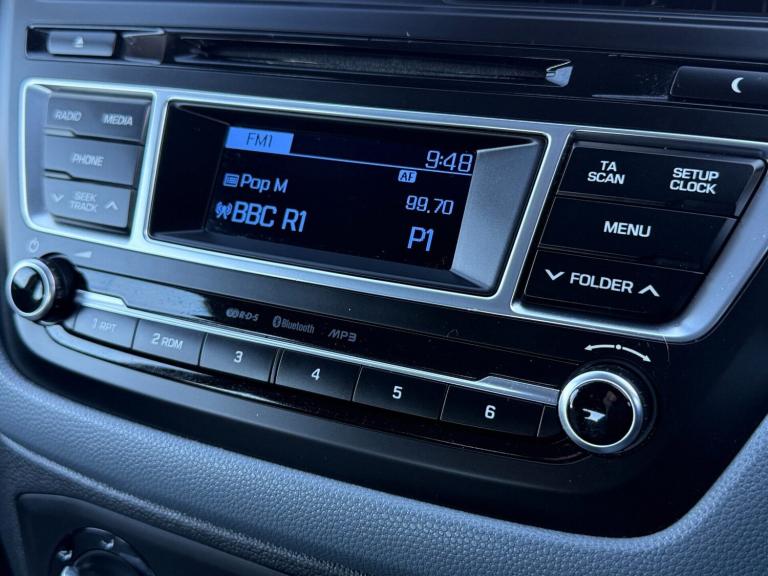 RADIO MEDIA
PHONE
SEEK
TRACK
FM1
9:48
AF
Pop M
99.70
BBC R1
P1
TA
SCAN
SETUP
CLOCK
MENU
FOLDER
R·D·S Bluetooth MP3
1 RPT 2 RDM 3 4 5 6